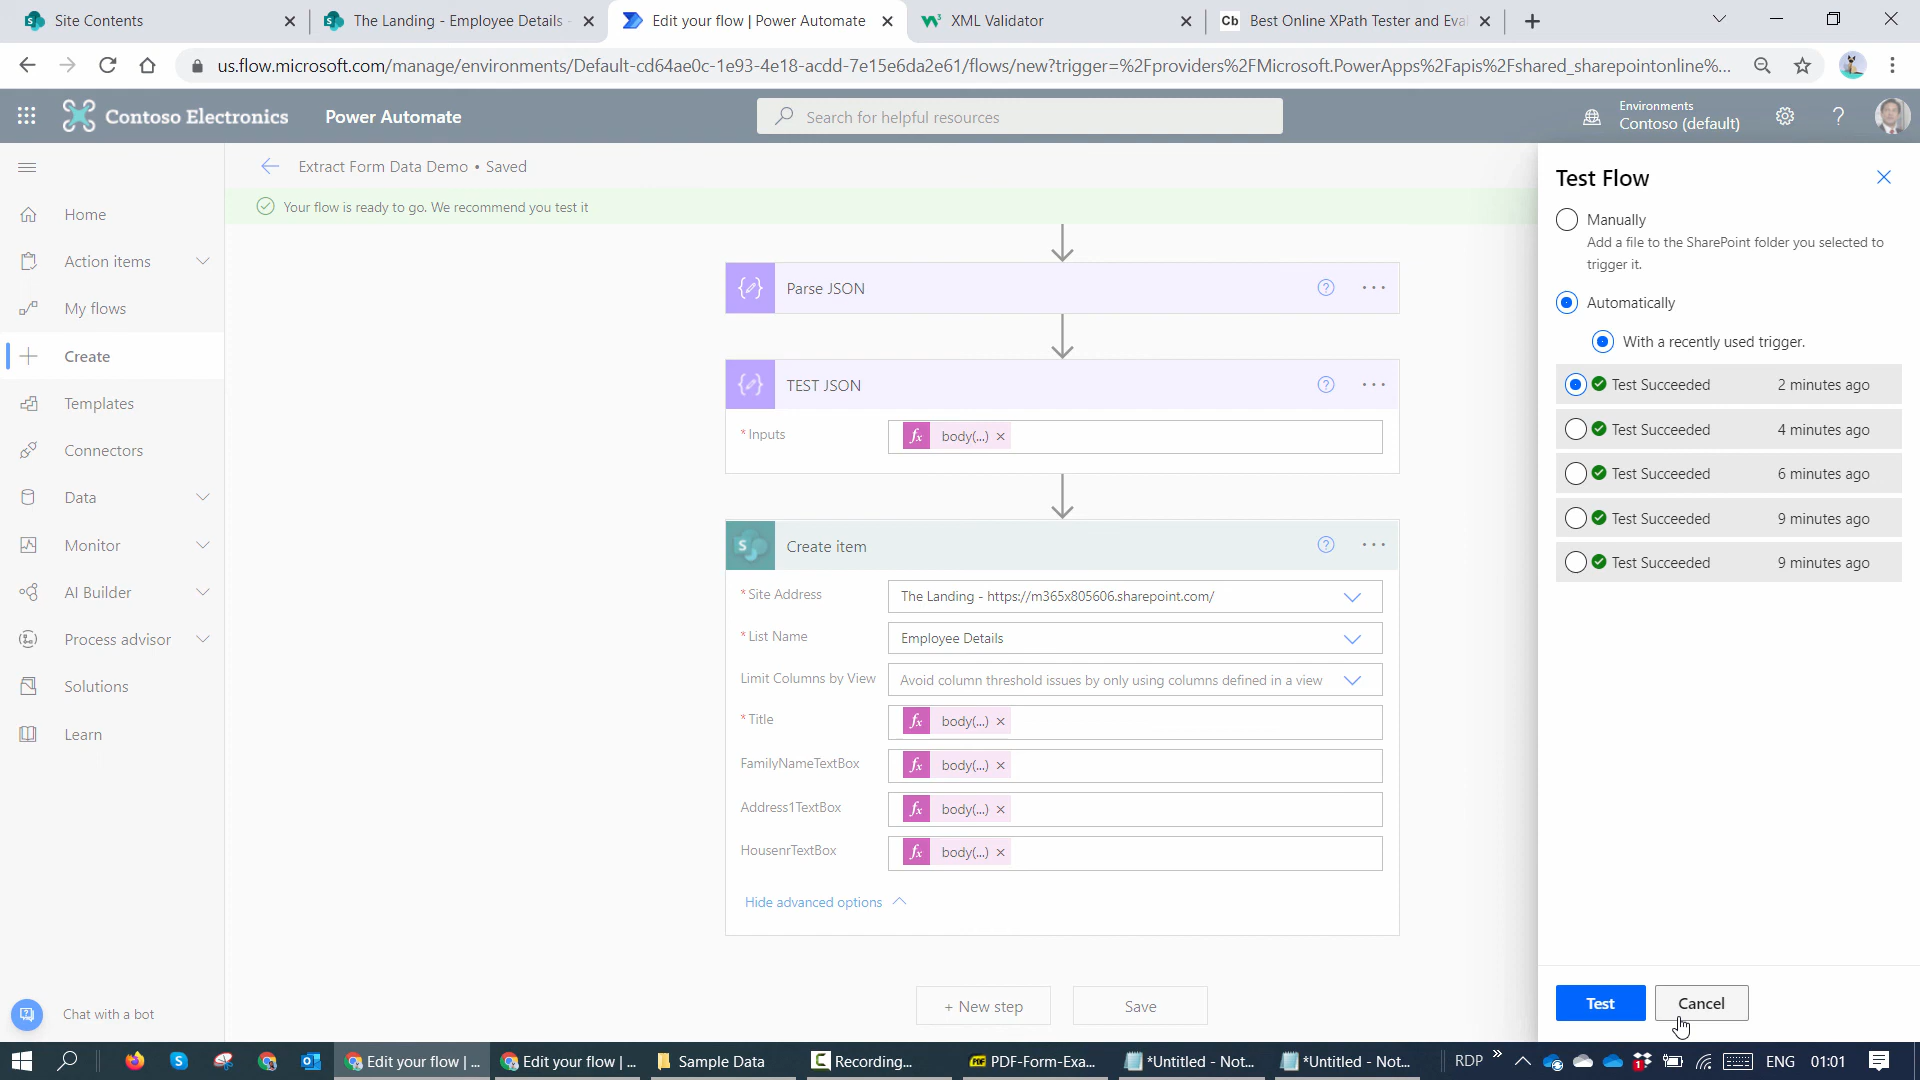 Site Contents
The Landing - Employee Details -
Edit your flow | Power Automate
XML Validator
Cb
Best Online XPath Tester and Eva
us.flow.microsoft.com/manage/environments/Default-cd64ae0c-1e93-4e18-acdd-7e15e6da2e61/flows/new?trigger=%2Fproviders%2FMicrosoft.PowerApps%2Fapis%2Fshared_sharepointonline%...
Contoso Electronics
Power Automate
Search for helpful resources
Environments
Contoso (default)
?
Home
Action items
My flows
Create
Templates
Connectors
Data
Monitor
AI Builder
Process advisor
Solutions
Learn
Chat with a bot
Extract Form Data Demo • Saved
Your flow is ready to go. We recommend you test it
Parse JSON
TEST JSON
* Inputs
fx body(...) ×
Create item
* Site Address
The Landing - https://m365x805606.sharepoint.com/
* List Name
Employee Details
Limit Columns by View
Avoid column threshold issues by only using columns defined in a view
* Title
fx body(...) ×
FamilyNameTextBox
fx body(...) ×
Address1TextBox
fx body(...) ×
HousenrTextBox
fx body(...) ×
Hide advanced options
+ New step
Save
Test Flow
Manually
Add a file to the SharePoint folder you selected to
trigger it.
Automatically
With a recently used trigger.
Test Succeeded 2 minutes ago
Test Succeeded 4 minutes ago
Test Succeeded 6 minutes ago
Test Succeeded 9 minutes ago
Test Succeeded 9 minutes ago
Test
Cancel
Edit your flow | ...
Edit your flow | ...
Sample Data
Recording...
PDF-Form-Exa...
*Untitled - Not...
*Untitled - Not...
RDP
ENG
01:01